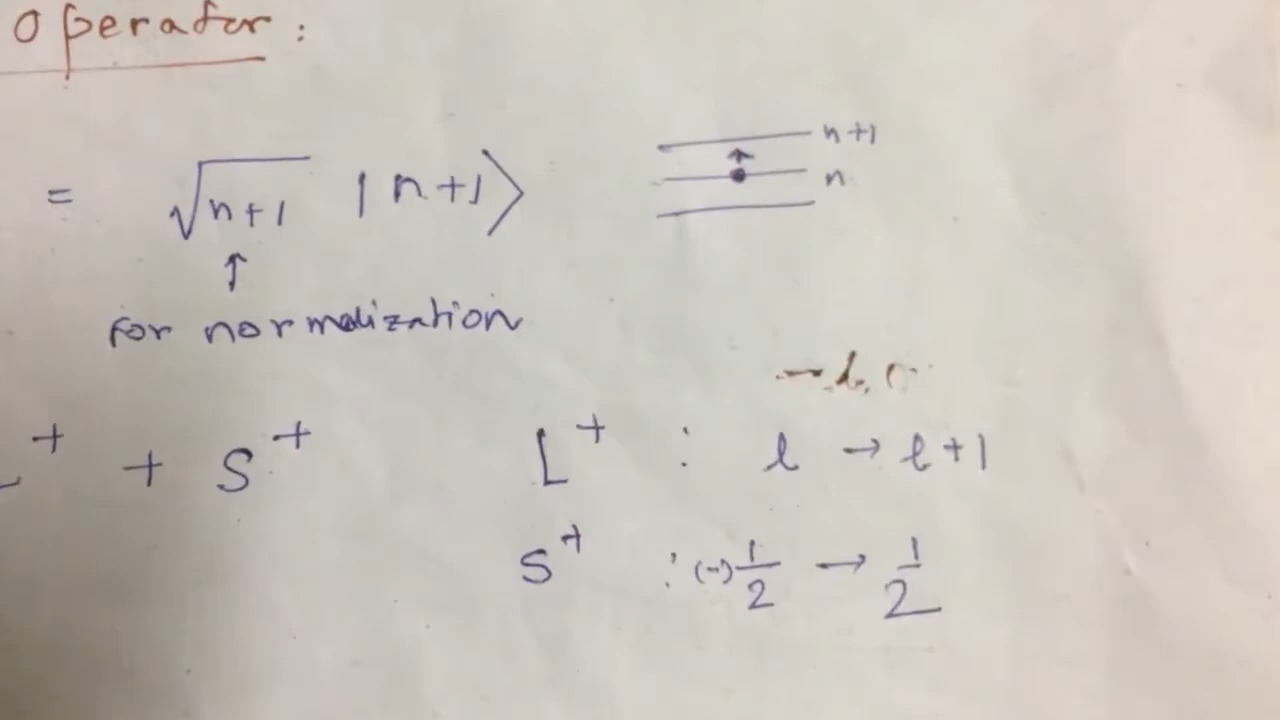 Operator:
n+1
= √n+1 |n+1⟩
n
↑
For normalization
+ + S⁺ L⁺ : l → l+1
S⁺ : (-)1/2 → 1/2